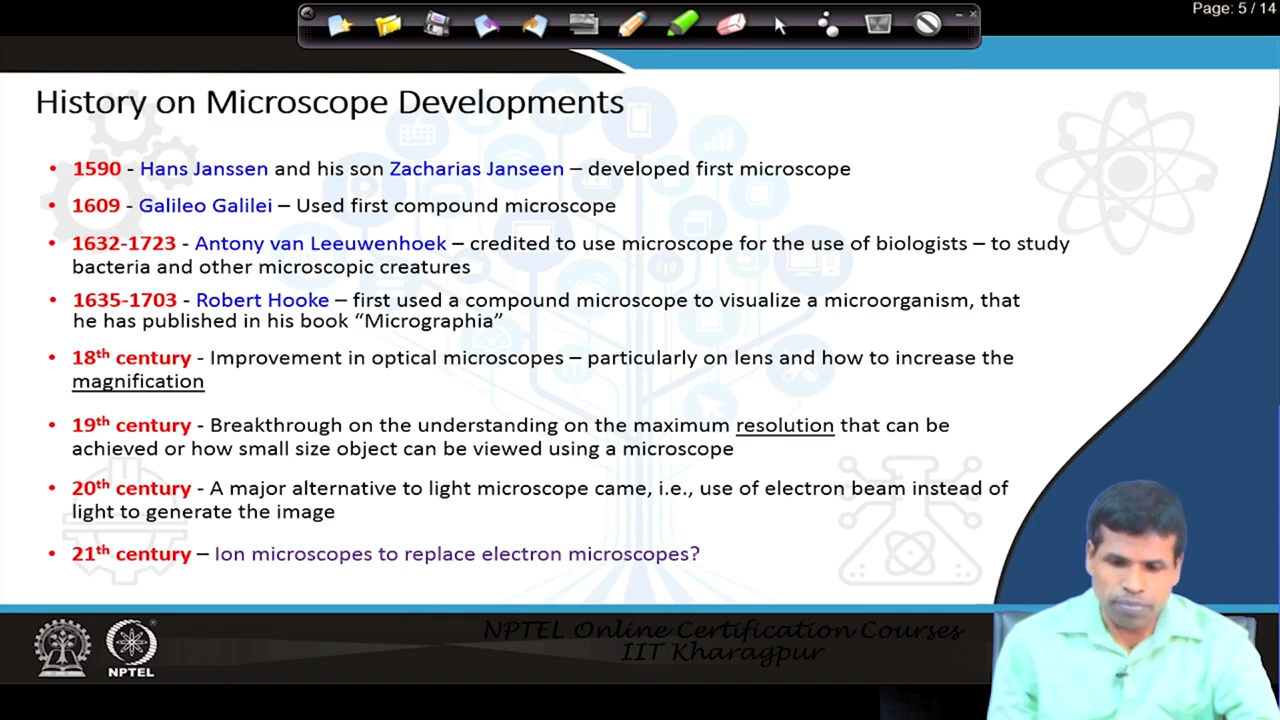 Page: 5 / 14
History on Microscope Developments
• 1590 - Hans Janssen and his son Zacharias Janseen – developed first microscope
• 1609 - Galileo Galilei – Used first compound microscope
• 1632-1723 - Antony van Leeuwenhoek – credited to use microscope for the use of biologists – to study
bacteria and other microscopic creatures
• 1635-1703 - Robert Hooke – first used a compound microscope to visualize a microorganism, that
he has published in his book “Micrographia”
• 18th century - Improvement in optical microscopes – particularly on lens and how to increase the
magnification
• 19th century - Breakthrough on the understanding on the maximum resolution that can be
achieved or how small size object can be viewed using a microscope
• 20th century - A major alternative to light microscope came, i.e., use of electron beam instead of
light to generate the image
• 21th century – Ion microscopes to replace electron microscopes?
NPTEL Online Certification Courses
IIT Kharagpur
NPTEL